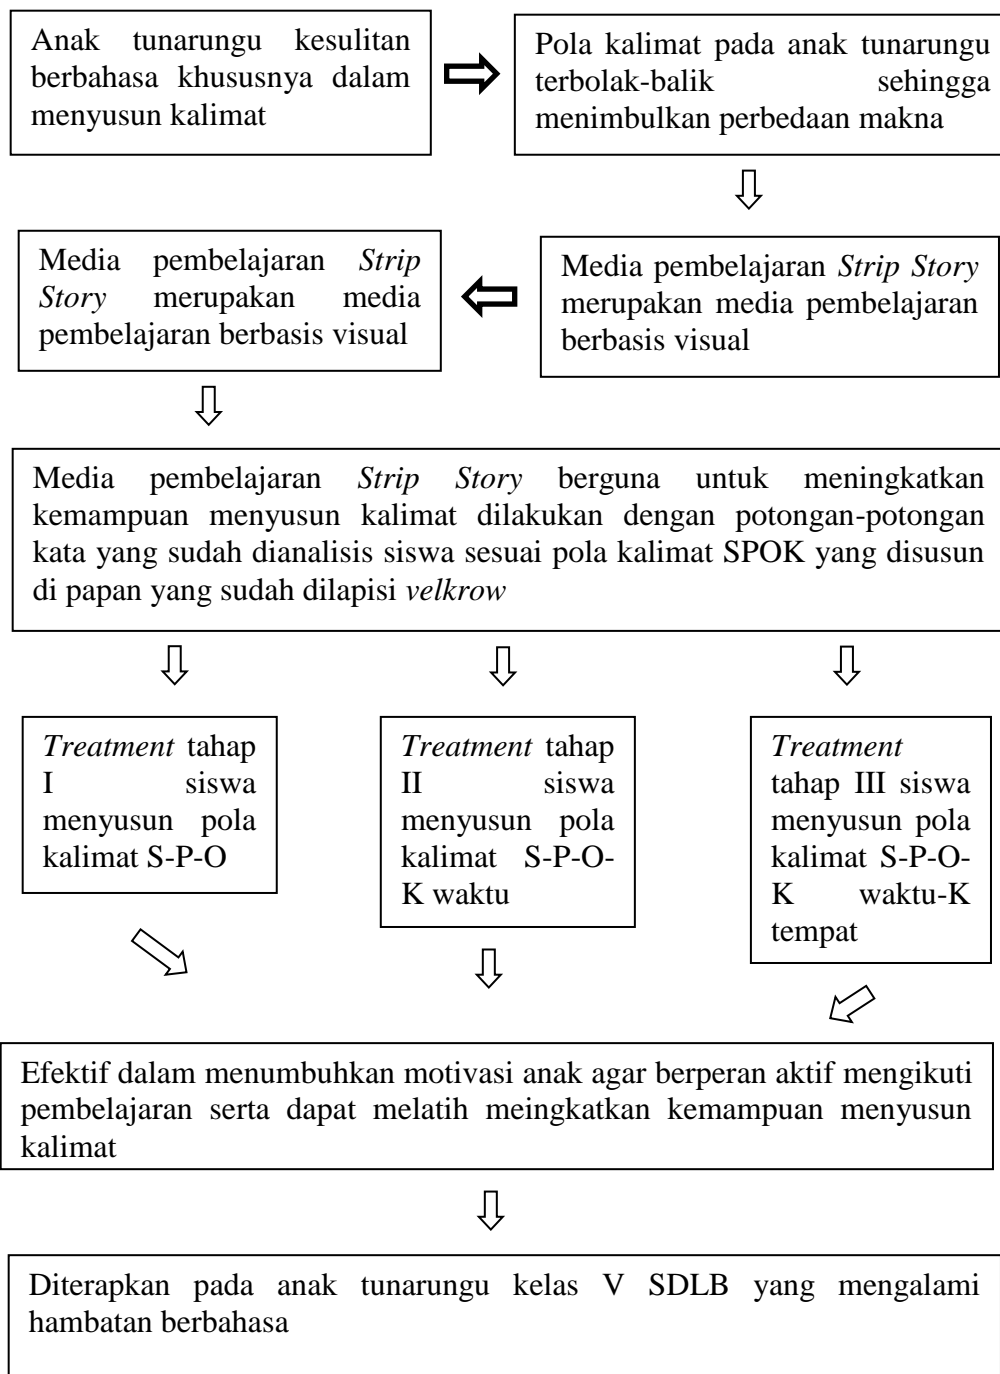 Anak tunarungu kesulitan
berbahasa khususnya dalam
menyusun kalimat
Pola kalimat pada anak tunarungu
terbolak-balik sehingga
menimbulkan perbedaan makna
Media pembelajaran Strip Story
merupakan media pembelajaran
berbasis visual
Media pembelajaran Strip
Story merupakan media
pembelajaran berbasis visual
Media pembelajaran Strip Story berguna untuk meningkatkan
kemampuan menyusun kalimat dilakukan dengan potongan-potongan
kata yang sudah dianalisis siswa sesuai pola kalimat SPOK yang disusun
di papan yang sudah dilapisi velkrow
Treatment tahap
I siswa
menyusun pola
kalimat S-P-O
Treatment tahap
II siswa
menyusun pola
kalimat S-P-O-
K waktu
Treatment
tahap III siswa
menyusun pola
kalimat S-P-O-
K waktu-K
tempat
Efektif dalam menumbuhkan motivasi anak agar berperan aktif mengikuti
pembelajaran serta dapat melatih meingkatkan kemampuan menyusun
kalimat
Diterapkan pada anak tunarungu kelas V SDLB yang mengalami
hambatan berbahasa